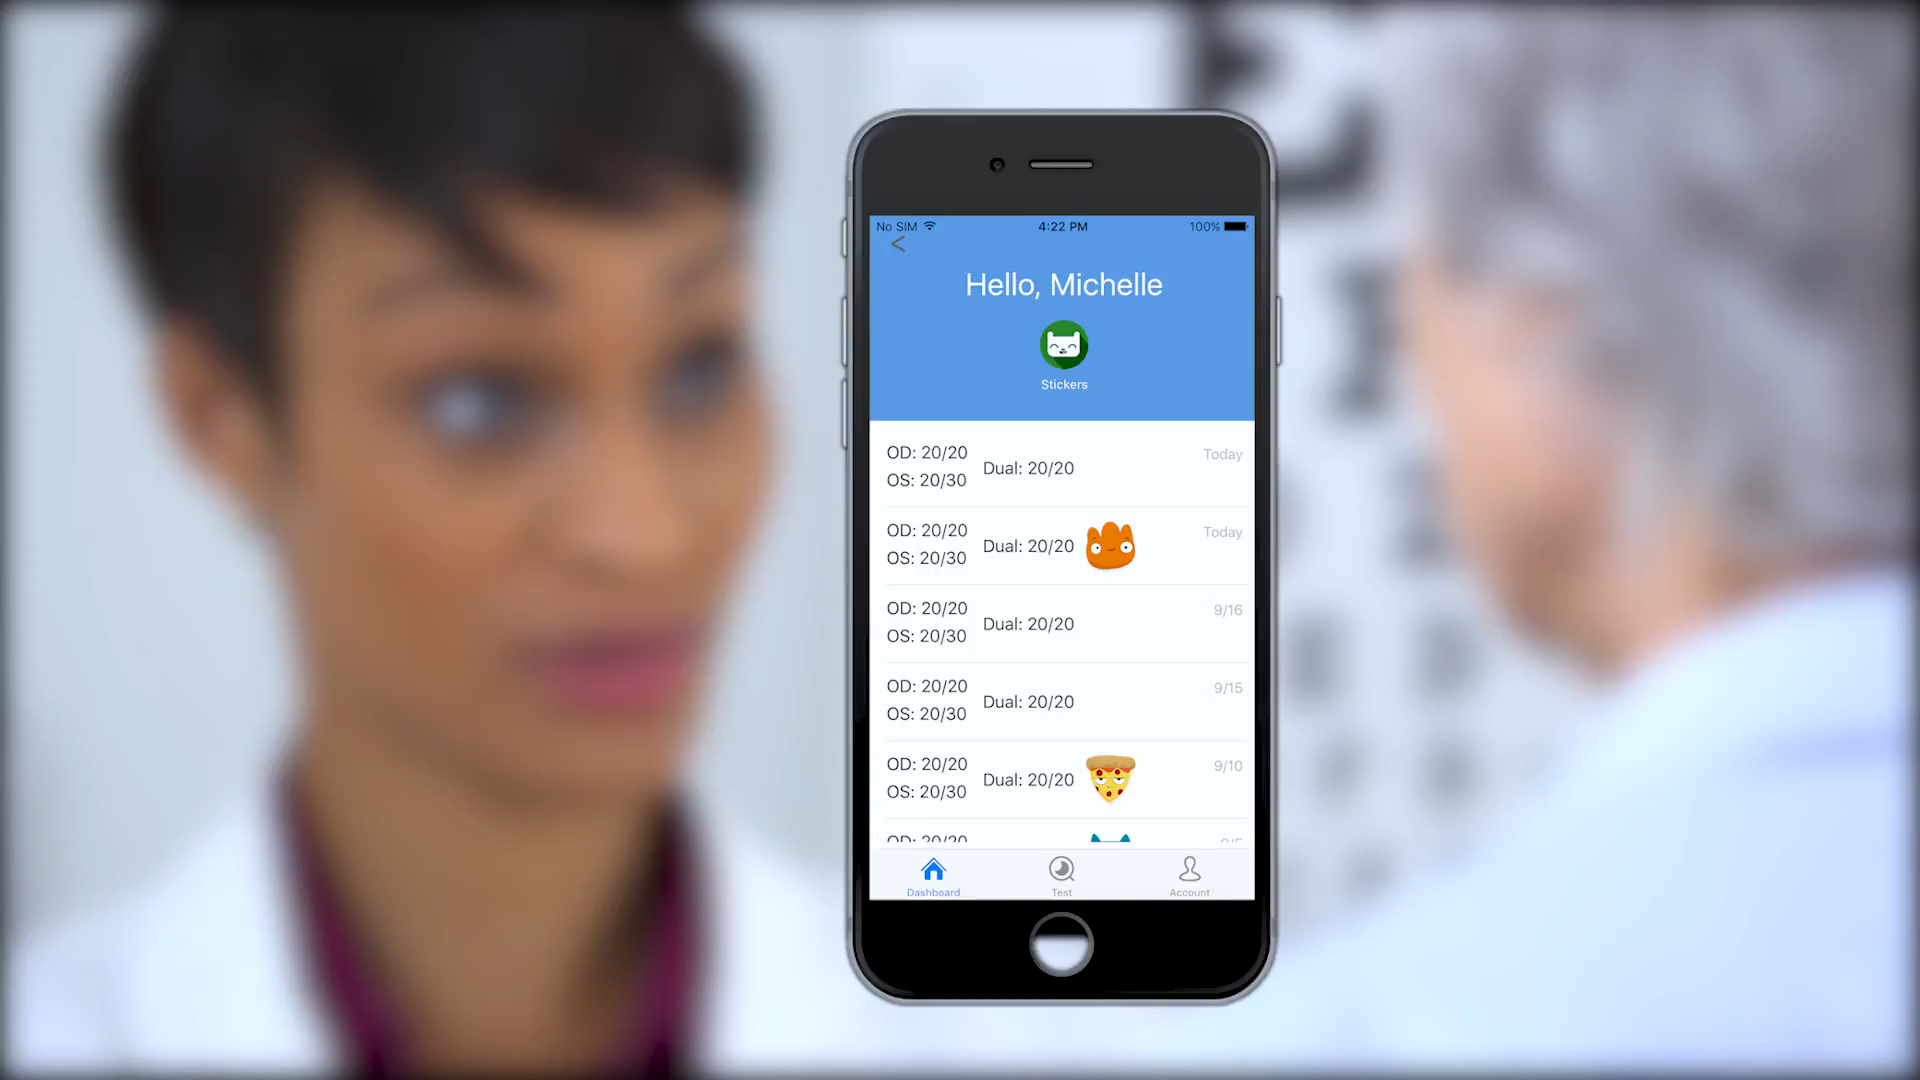 No SIM 4:22 PM 100%
<
Hello, Michelle
Stickers
OD: 20/20 Today
Dual: 20/20
OS: 20/30
OD: 20/20 Today
Dual: 20/20
OS: 20/30
OD: 20/20 9/16
Dual: 20/20
OS: 20/30
OD: 20/20 9/15
Dual: 20/20
OS: 20/30
OD: 20/20 9/10
Dual: 20/20
OS: 20/30
OD: 20/20
Dashboard Test Account